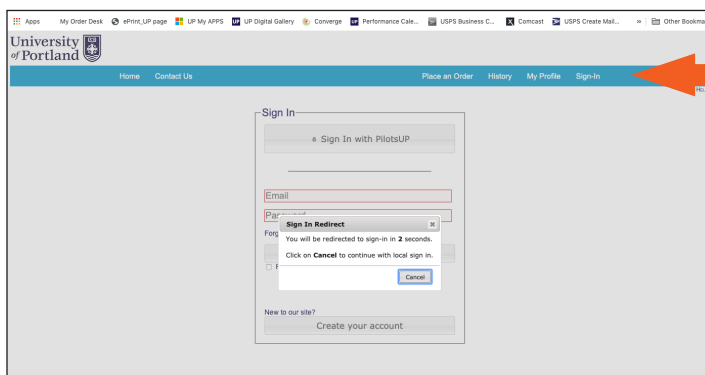 Apps My Order Desk ePrint_UP page UP My APPS UP UP Digital Gallery Converge UP Performance Cale... USPS Business C... X Comcast USPS Create Mail... » Other Bookma
University
of Portland
Home Contact Us Place an Order History My Profile Sign-In
Sign In
Sign In with PilotsUP
Email
Forg
Sign In Redirect
You will be redirected to sign-in in 2 seconds.
Click on Cancel to continue with local sign in.
Cancel
New to our site?
Create your account